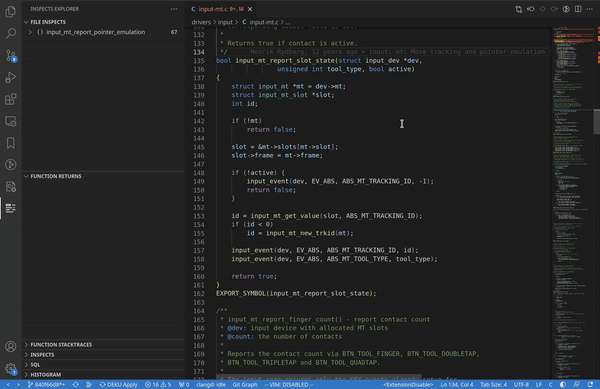 INSPECTS EXPLORER
FILE INSPECTS
{} input_mt_report_pointer_emulation 67
FUNCTION RETURNS
FUNCTION STACKTRACES
INSPECTS
TEMPLATES
C input-mt.c 9+, M
drivers > input > C input-mt.c > ...
132 *
133 * Returns true if contact is active.
134 */ Henrik Rydberg, 12 years ago • input: mt: Move tracking and pointer emulation
135 bool input_mt_report_slot_state(struct input_dev *dev,
136 unsigned int tool_type, bool active)
137 {
138 struct input_mt *mt = dev->mt;
139 struct input_mt_slot *slot;
140 int id;
141
142 if (!mt)
143 return false;
144
145 slot = &mt->slots[mt->slot];
146 slot->frame = mt->frame;
147
148 if (!active) {
149 input_event(dev, EV_ABS, ABS_MT_TRACKING_ID, -1);
150 return false;
151 }
152
153 id = input_mt_get_value(slot, ABS_MT_TRACKING_ID);
154 if (id < 0)
155 id = input_mt_new_trkid(mt);
156
157 input_event(dev, EV_ABS, ABS_MT_TRACKING_ID, id);
158 input_event(dev, EV_ABS, ABS_MT_TOOL_TYPE, tool_type);
159
160 return true;
161 }
162 EXPORT_SYMBOL(input_mt_report_slot_state);
163
164 /**
165 * input_mt_report_finger_count() - report contact count
166 * @dev: input device with allocated MT slots
167 * @count: the number of contacts
168 *
169 * Reports the contact count via BTN_TOOL_FINGER, BTN_TOOL_DOUBLETAP,
170 * BTN_TOOL_TRIPLETAP and BTN_TOOL_QUADTAP.
171 *
840f66d8f*+ DEKU Apply 16 5 0 clangd: idle Git Graph -- VIM: DISABLED -- <ExtensionDisable> Ln 134, Col 4 Tab Size: 4 UTF-8 LF C